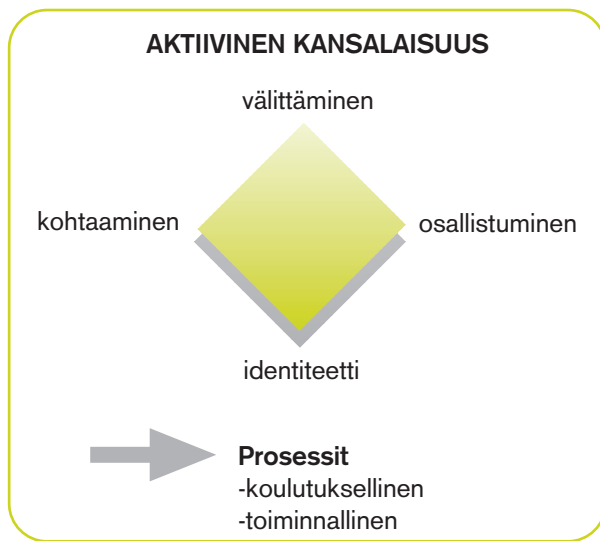 AKTIIVINEN KANSALAISUUS
välittäminen
kohtaaminen
osallistuminen
identiteetti
Prosessit
-koulutuksellinen
-toiminnallinen